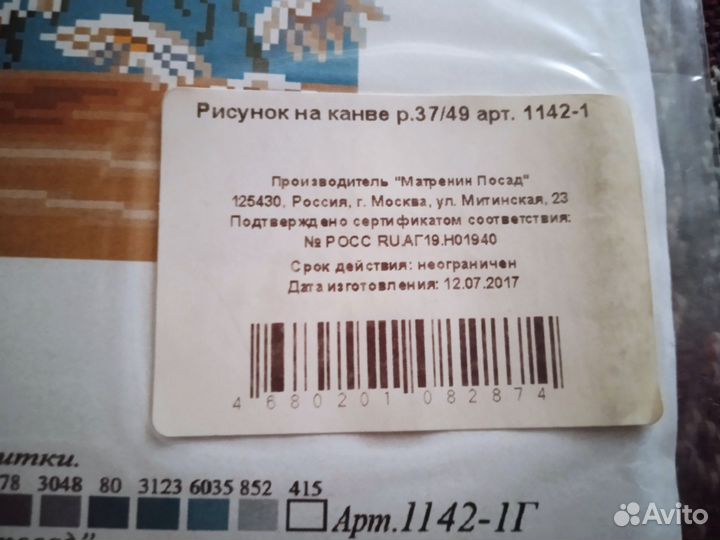 Рисунок на канве р.37/49 арт. 1142-1
Производитель "Матренин Посад"
125430, Россия, г. Москва, ул. Митинская, 23
Подтверждено сертификатом соответствия:
№ РОСС RU.АГ19.Н01940
Срок действия: неограничен
Дата изготовления: 12.07.2017
4 680201 082874
итки.
78 3048 80 3123 6035 852 415
Арт.1142-1Г
посад"
Avito